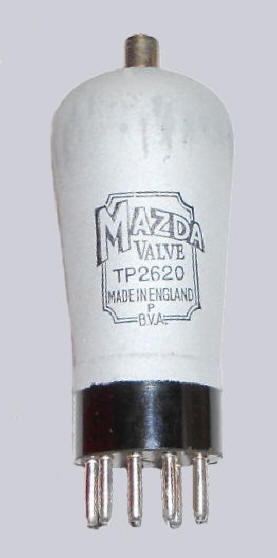 MAZDA
VALVE
TP2620
MADE IN ENGLAND
P
B.V.A.